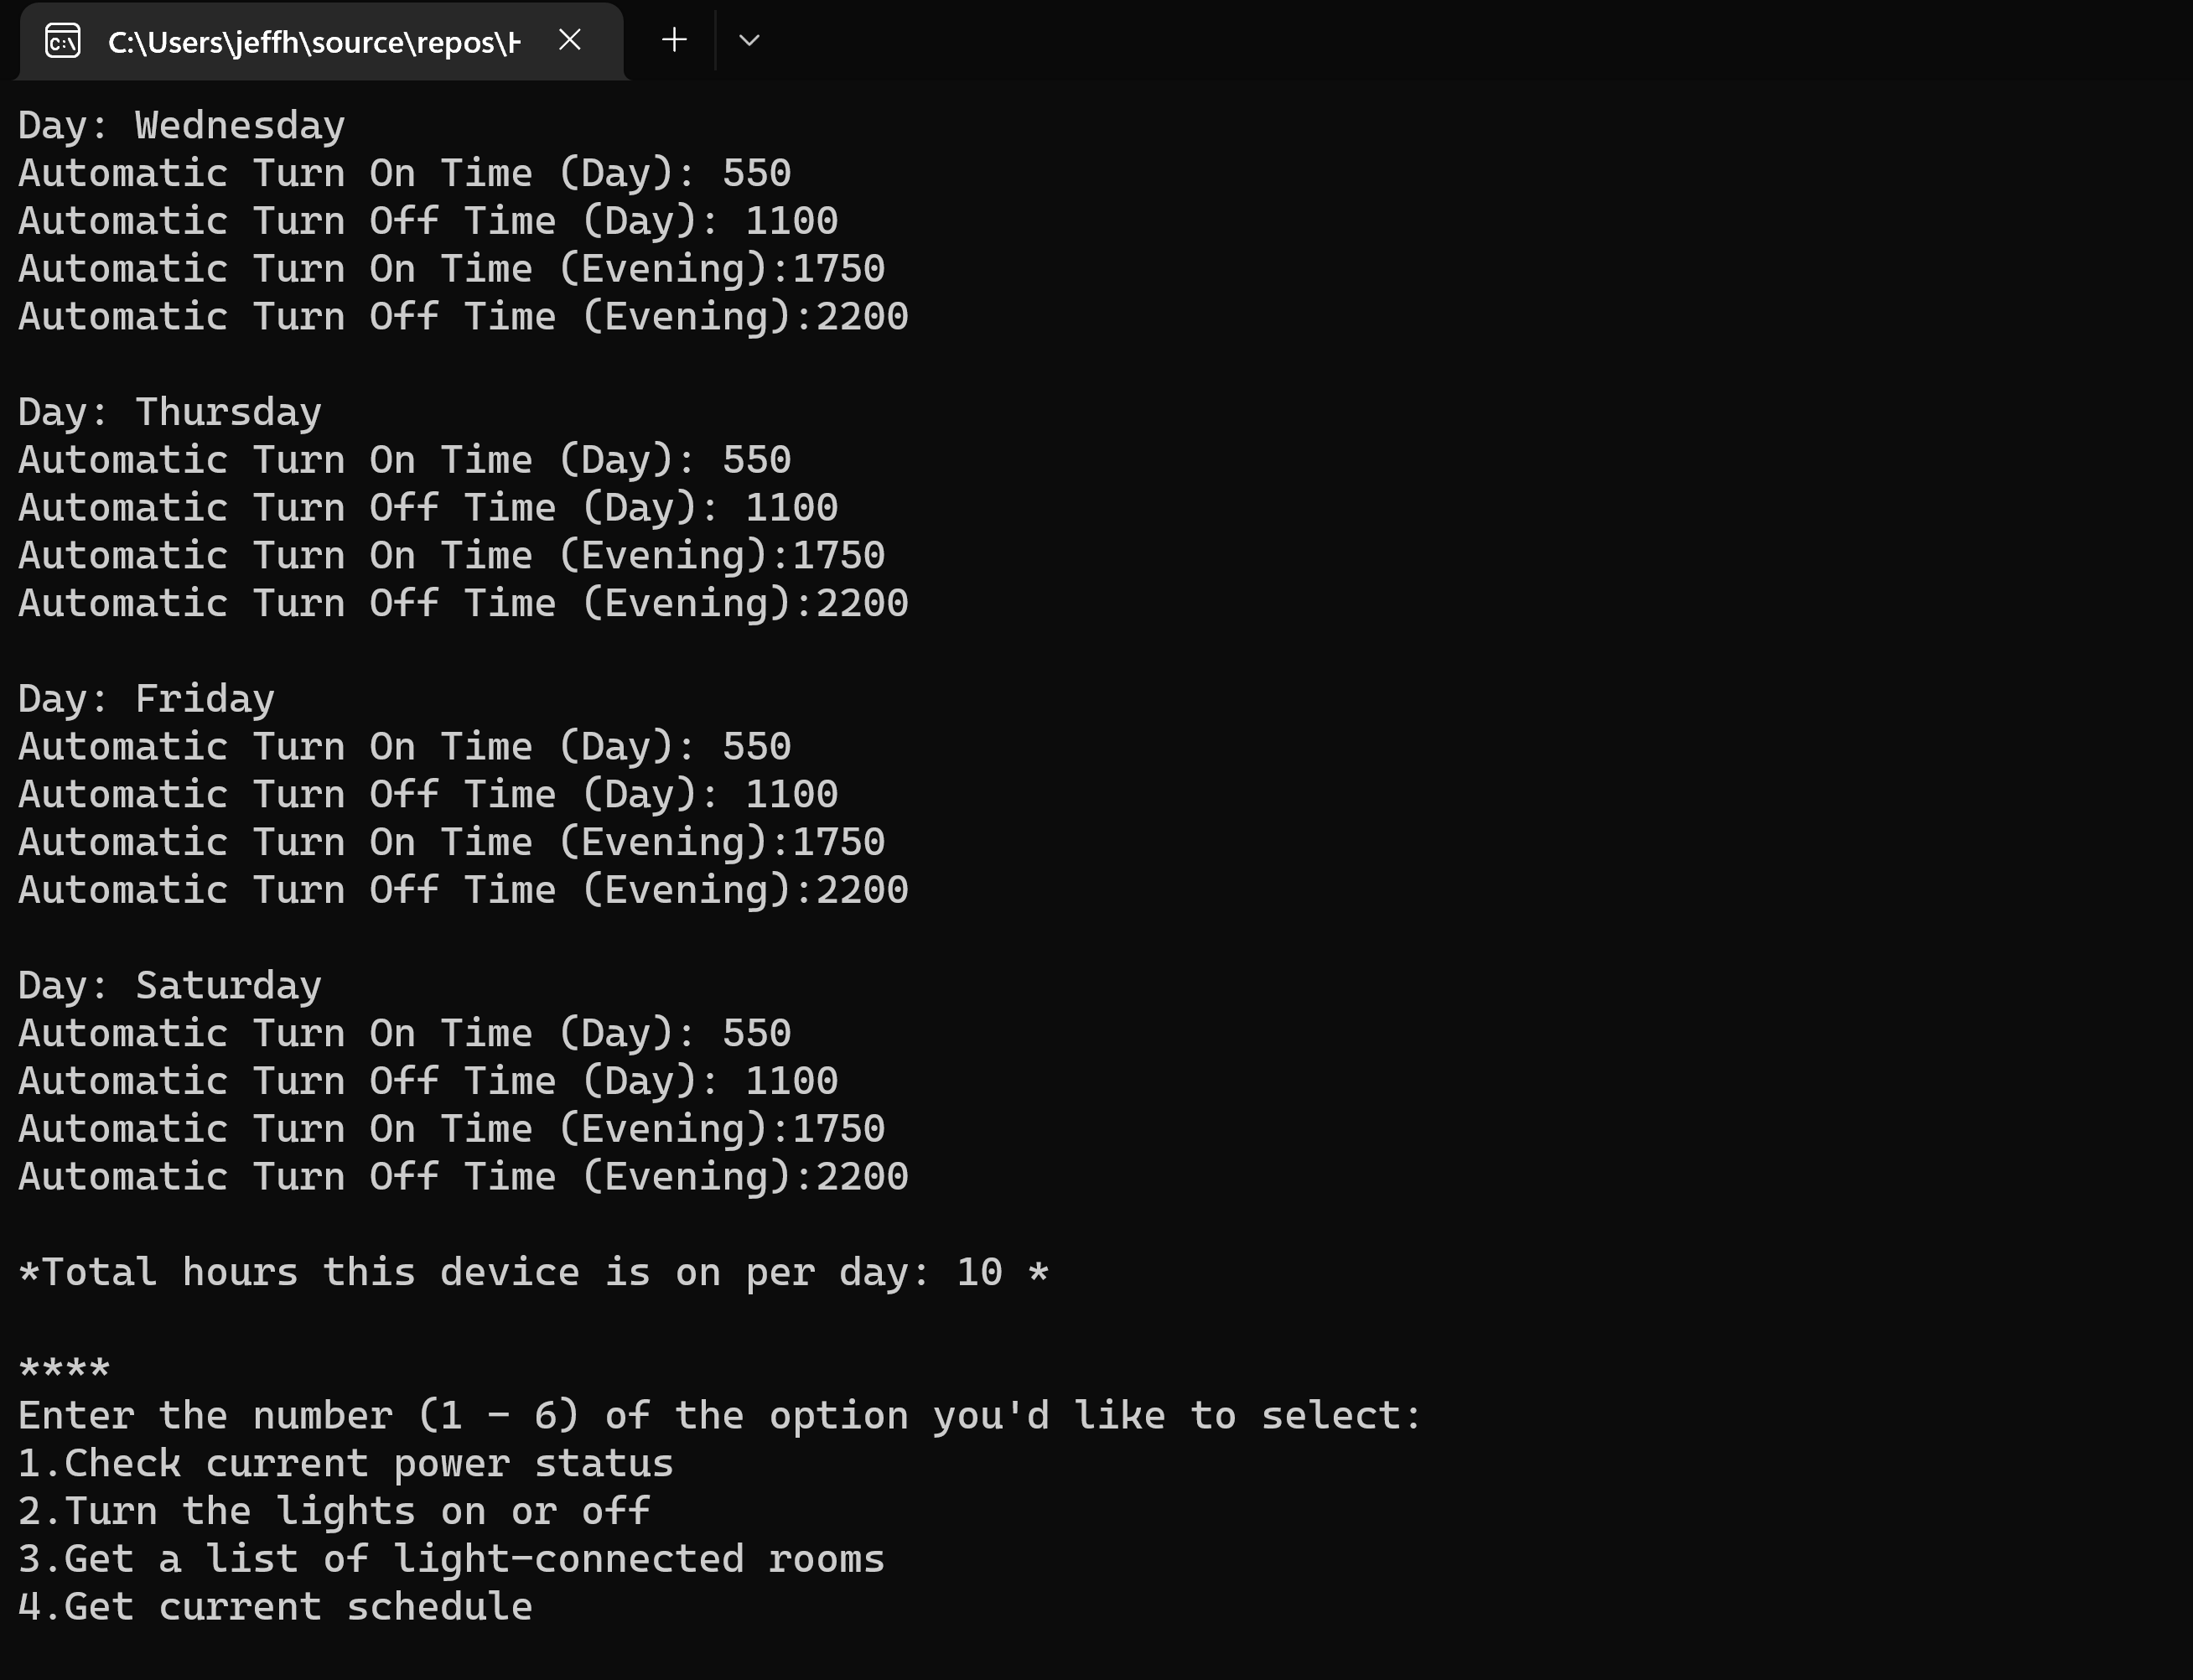 C:\Users\jeffh\source\repos\H
Day: Wednesday
Automatic Turn On Time (Day): 550
Automatic Turn Off Time (Day): 1100
Automatic Turn On Time (Evening):1750
Automatic Turn Off Time (Evening):2200
Day: Thursday
Automatic Turn On Time (Day): 550
Automatic Turn Off Time (Day): 1100
Automatic Turn On Time (Evening):1750
Automatic Turn Off Time (Evening):2200
Day: Friday
Automatic Turn On Time (Day): 550
Automatic Turn Off Time (Day): 1100
Automatic Turn On Time (Evening):1750
Automatic Turn Off Time (Evening):2200
Day: Saturday
Automatic Turn On Time (Day): 550
Automatic Turn Off Time (Day): 1100
Automatic Turn On Time (Evening):1750
Automatic Turn Off Time (Evening):2200
*Total hours this device is on per day: 10 *
****
Enter the number (1 - 6) of the option you'd like to select:
1.Check current power status
2.Turn the lights on or off
3.Get a list of light-connected rooms
4.Get current schedule